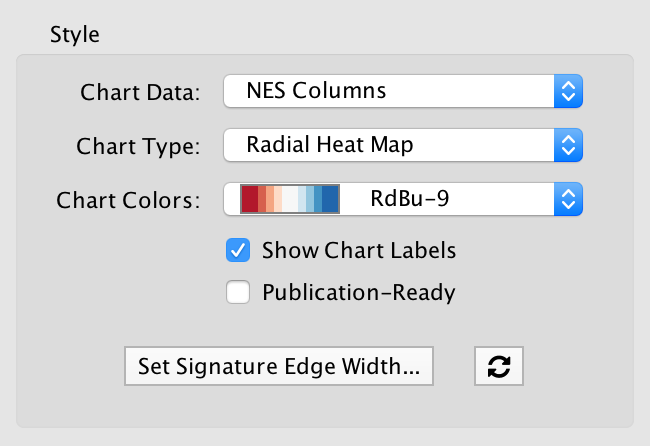 Style
Chart Data: NES Columns
Chart Type: Radial Heat Map
Chart Colors: RdBu-9
Show Chart Labels
Publication-Ready
Set Signature Edge Width...